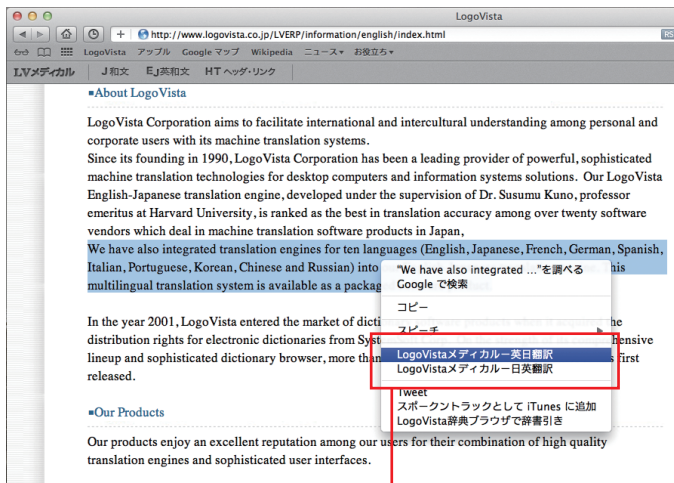 LogoVista
http://www.logovista.co.jp/LVERP/information/english/index.html
RS
LogoVista アップル Google マップ Wikipedia ニュース▾ お役立ち▾
LVメディカル J和文 EJ英和文 HT ヘッダ・リンク
■About LogoVista
LogoVista Corporation aims to facilitate international and intercultural understanding among personal and
corporate users with its machine translation systems.
Since its founding in 1990, LogoVista Corporation has been a leading provider of powerful, sophisticated
machine translation technologies for desktop computers and information systems solutions. Our LogoVista
English-Japanese translation engine, developed under the supervision of Dr. Susumu Kuno, professor
emeritus at Harvard University, is ranked as the best in translation accuracy among over twenty software
vendors which deal in machine translation software products in Japan,
We have also integrated translation engines for ten languages (English, Japanese, French, German, Spanish,
Italian, Portuguese, Korean, Chinese and Russian) into
This
multilingual translation system is available as a packag
"We have also integrated ..."を調べる
Google で検索
コピー
スピーチ ▶
LogoVistaメディカルー英日翻訳
LogoVistaメディカルー日英翻訳
Tweet
スポークントラックとして iTunes に追加
LogoVista辞典ブラウザで辞書引き
In the year 2001, LogoVista entered the market of dicti
he
distribution rights for electronic dictionaries from Syst
hensive
lineup and sophisticated dictionary browser, more than
s first
released.
■Our Products
Our products enjoy an excellent reputation among our users for their combination of high quality
translation engines and sophisticated user interfaces.